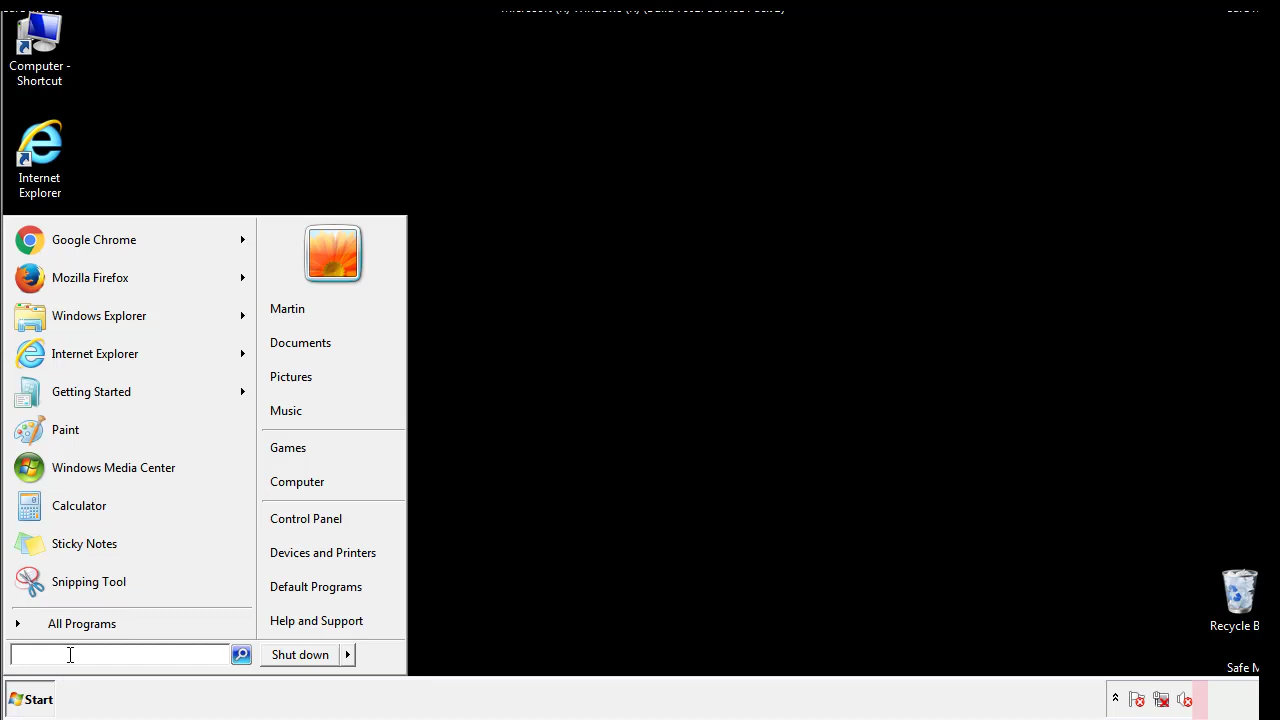 Computer -
Shortcut
Internet
Explorer
Google Chrome
Mozilla Firefox
Windows Explorer
Internet Explorer
Getting Started
Paint
Windows Media Center
Calculator
Sticky Notes
Snipping Tool
All Programs
Martin
Documents
Pictures
Music
Games
Computer
Control Panel
Devices and Printers
Default Programs
Help and Support
Shut down
Recycle B
Safe M
Start